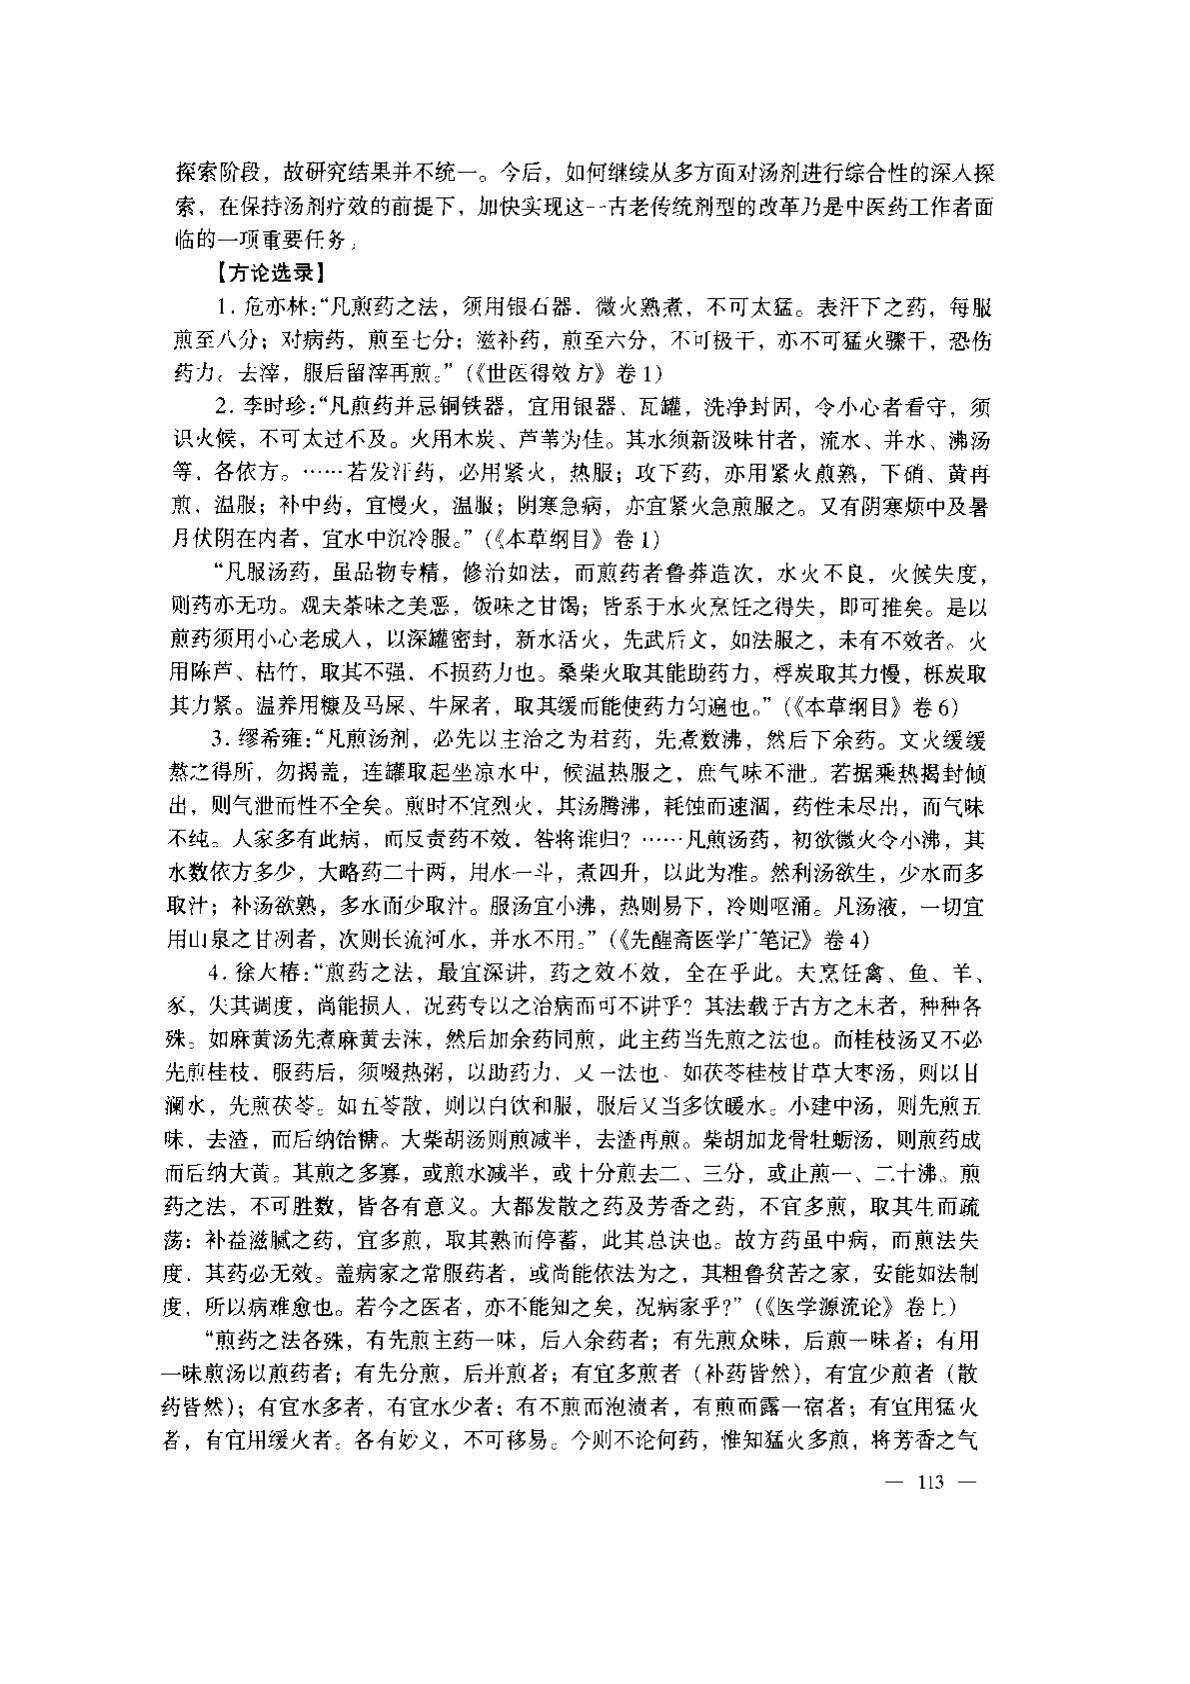 探索阶段，故研究结果并不统一。今后，如何继续从多方面对汤剂进行综合性的深入探
索，在保持汤剂疗效的前提下，加快实现这一古老传统剂型的改革乃是中医药工作者面
临的一项重要任务。
【方论选录】
1. 危亦林:“凡煎药之法，须用银石器，微火熟煮，不可太猛。表汗下之药，每服
煎至八分；对病药，煎至七分；滋补药，煎至六分，不可极干，亦不可猛火骤干，恐伤
药力。去滓，服后留滓再煎。”(《世医得效方》卷1)
2. 李时珍:“凡煎药并忌铜铁器，宜用银器、瓦罐，洗净封固，令小心者看守，须
识火候，不可太过不及。火用木炭、芦苇为佳。其水须新汲味甘者，流水、井水、沸汤
等，各依方。……若发汗药，必用紧火，热服；攻下药，亦用紧火煎熟，下硝、黄再
煎，温服；补中药，宜慢火，温服；阴寒急病，亦宜紧火急煎服之。又有阴寒烦中及暑
月伏阴在内者，宜水中沉冷服。”(《本草纲目》卷1)
“凡服汤药，虽品物专精，修治如法，而煎药者鲁莽造次，水火不良，火候失度，
则药亦无功。观夫茶味之美恶，饭味之甘馊；皆系于水火烹饪之得失，即可推矣。是以
煎药须用小心老成人，以深罐密封，新水活火，先武后文，如法服之，未有不效者。火
用陈芦、枯竹，取其不强，不损药力也。桑柴火取其能助药力，桴炭取其力慢，栎炭取
其力紧。温养用糠及马屎、牛屎者，取其缓而能使药力匀遍也。”(《本草纲目》卷6)
3. 缪希雍:“凡煎汤剂，必先以主治之为君药，先煮数沸，然后下余药。文火缓缓
熬之得所，勿揭盖，连罐取起坐凉水中，候温热服之，庶气味不泄。若据乘热揭封倾
出，则气泄而性不全矣。煎时不宜烈火，其汤腾沸，耗蚀而速涸，药性未尽出，而气味
不纯。人家多有此病，而反责药不效，咎将谁归？……凡煎汤药，初欲微火令小沸，其
水数依方多少，大略药二十两，用水一斗，煮四升，以此为准。然利汤欲生，少水而多
取汁；补汤欲熟，多水而少取汁。服汤宜小沸，热则易下，冷则呕涌。凡汤液，一切宜
用山泉之甘冽者，次则长流河水，井水不用。”(《先醒斋医学广笔记》卷4)
4. 徐大椿:“煎药之法，最宜深讲，药之效不效，全在乎此。夫烹饪禽、鱼、羊、
豕，失其调度，尚能损人，况药专以之治病而可不讲乎？其法载于古方之末者，种种各
殊。如麻黄汤先煮麻黄去沫，然后加余药同煎，此主药当先煎之法也。而桂枝汤又不必
先煎桂枝，服药后，须啜热粥，以助药力，又一法也。如茯苓桂枝甘草大枣汤，则以甘
澜水，先煎茯苓。如五苓散，则以白饮和服，服后又当多饮暖水。小建中汤，则先煎五
味，去渣，而后纳饴糖。大柴胡汤则煎减半，去渣再煎。柴胡加龙骨牡蛎汤，则煎药成
而后纳大黄。其煎之多寡，或煎水减半，或十分煎去二、三分，或止煎一、二十沸。煎
药之法，不可胜数，皆各有意义。大都发散之药及芳香之药，不宜多煎，取其生而疏
荡；补益滋腻之药，宜多煎，取其熟而停蓄，此其总诀也。故方药虽中病，而煎法失
度，其药必无效。盖病家之常服药者，或尚能依法为之，其粗鲁贫苦之家，安能如法制
度，所以病难愈也。若今之医者，亦不能知之矣，况病家乎?”(《医学源流论》卷上)
“煎药之法各殊，有先煎主药一味，后入余药者；有先煎众味，后煎一味者；有用
一味煎汤以煎药者；有先分煎，后并煎者；有宜多煎者（补药皆然)，有宜少煎者（散
药皆然)；有宜水多者，有宜水少者；有不煎而泡渍者，有煎而露一宿者；有宜用猛火
者，有宜用缓火者。各有妙义，不可移易。今则不论何药，惟知猛火多煎，将芳香之气
— 113 —